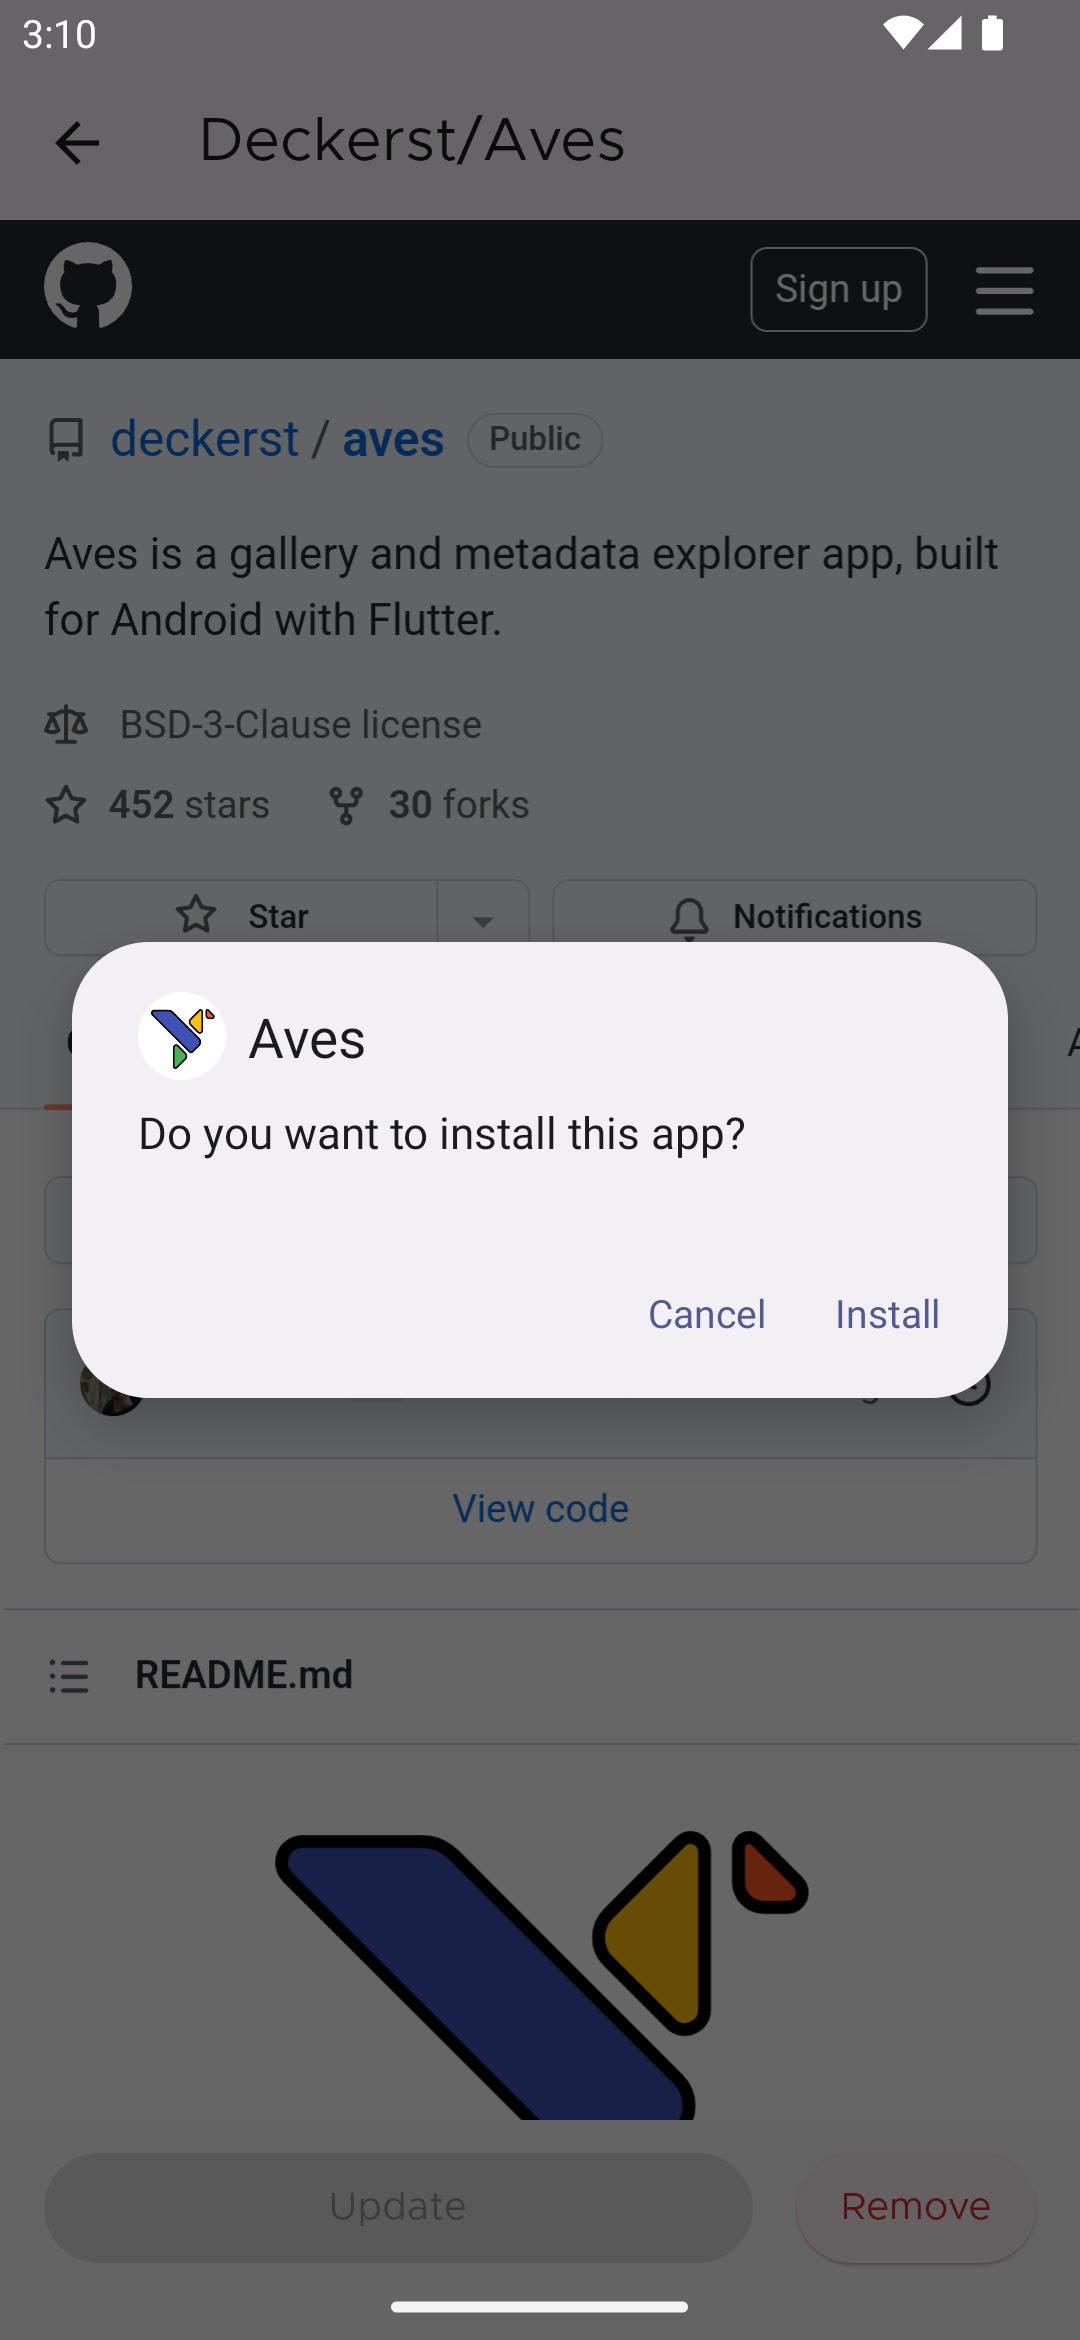 3:10
Deckerst/Aves
Sign up
deckerst / aves Public
Aves is a gallery and metadata explorer app, built
for Android with Flutter.
BSD-3-Clause license
452 stars 30 forks
Star Notifications
Aves
Do you want to install this app?
Cancel Install
View code
README.md
Update Remove